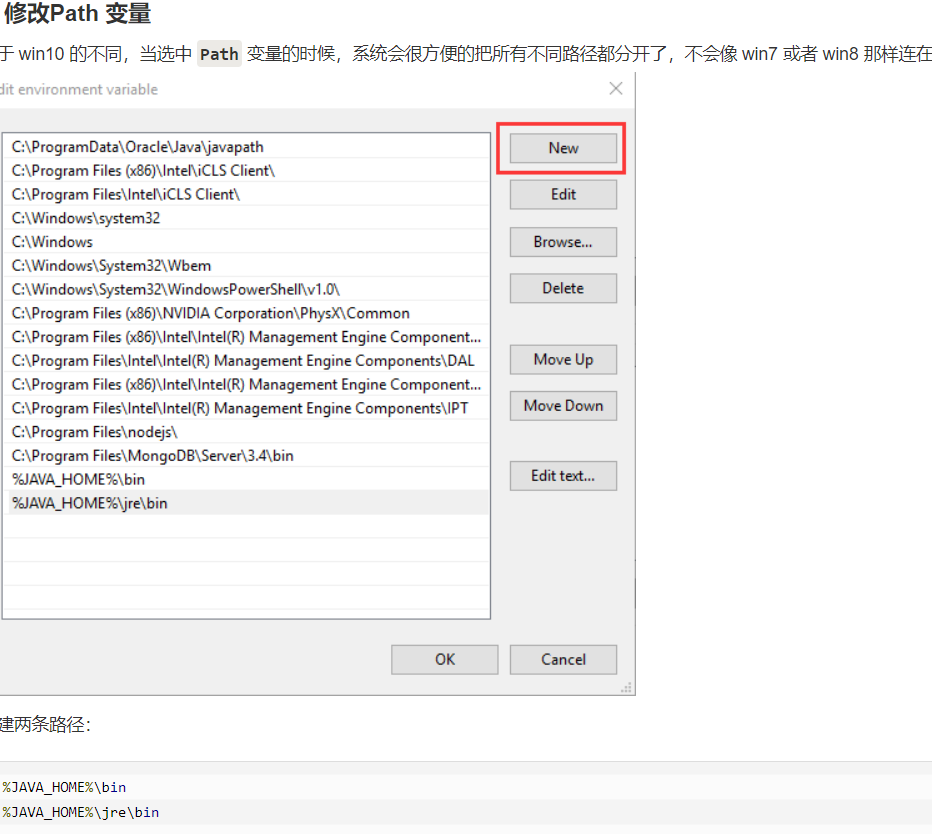 修改Path 变量
于 win10 的不同，当选中 Path 变量的时候，系统会很方便的把所有不同路径都分开了，不会像 win7 或者 win8 那样连在
dit environment variable
C:\ProgramData\Oracle\Java\javapath
New
C:\Program Files (x86)\Intel\iCLS Client\
C:\Program Files\Intel\iCLS Client\
Edit
C:\Windows\system32
C:\Windows
Browse...
C:\Windows\System32\Wbem
C:\Windows\System32\WindowsPowerShell\v1.0\
Delete
C:\Program Files (x86)\NVIDIA Corporation\PhysX\Common
C:\Program Files (x86)\Intel\Intel(R) Management Engine Component...
C:\Program Files\Intel\Intel(R) Management Engine Components\DAL
Move Up
C:\Program Files (x86)\Intel\Intel(R) Management Engine Component...
C:\Program Files\Intel\Intel(R) Management Engine Components\IPT
Move Down
C:\Program Files\nodejs\
C:\Program Files\MongoDB\Server\3.4\bin
%JAVA_HOME%\bin
Edit text...
%JAVA_HOME%\jre\bin
OK
Cancel
建两条路径：
%JAVA_HOME%\bin
%JAVA_HOME%\jre\bin